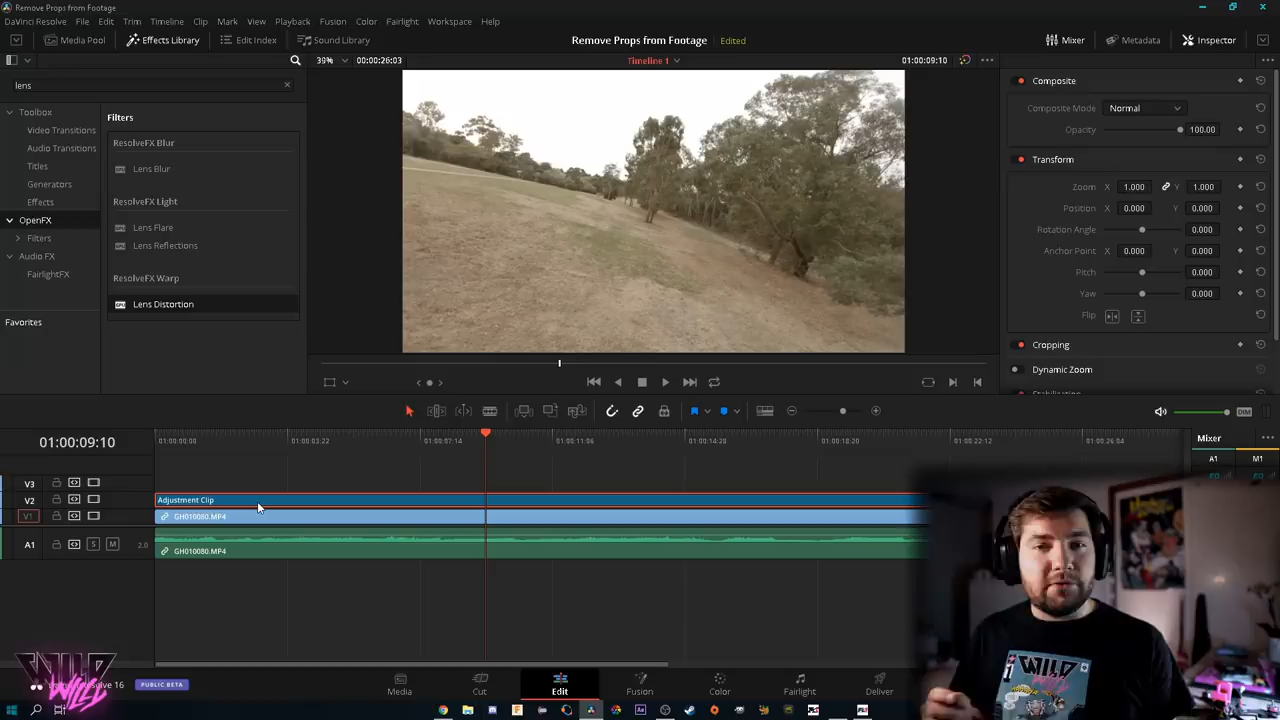 Remove Props from Footage
DaVinci Resolve File Edit Trim Timeline Clip Mark View Playback Fusion Color Fairlight Workspace Help
Media Pool Effects Library Edit Index Sound Library Remove Props from Footage Edited Mixer Metadata Inspector
39% 00:00:26:03 Timeline 1 01:00:09:10
lens
Toolbox
Video Transitions
Audio Transitions
Titles
Generators
Effects
OpenFX
Filters
Audio FX
FairlightFX
Favorites
Filters
ResolveFX Blur
Lens Blur
ResolveFX Light
Lens Flare
Lens Reflections
ResolveFX Warp
Lens Distortion
Composite
Composite Mode Normal
Opacity 100.00
Transform
Zoom X 1.000 Y 1.000
Position X 0.000 Y 0.000
Rotation Angle 0.000
Anchor Point X 0.000 Y 0.000
Pitch 0.000
Yaw 0.000
Flip
Cropping
Dynamic Zoom
DIM
01:00:09:10 01:00:00:00 01:00:03:22 01:00:07:14 01:00:11:06 01:00:14:20 01:00:18:20 01:00:22:12 01:00:26:04
Mixer
A1 M1
V3
V2 Adjustment Clip
V1 GH010080.MP4
A1 S M 2.0 GH010080.MP4
WILD
WILD
PUBLIC BETA
Media Cut Edit Fusion Color Fairlight Deliver